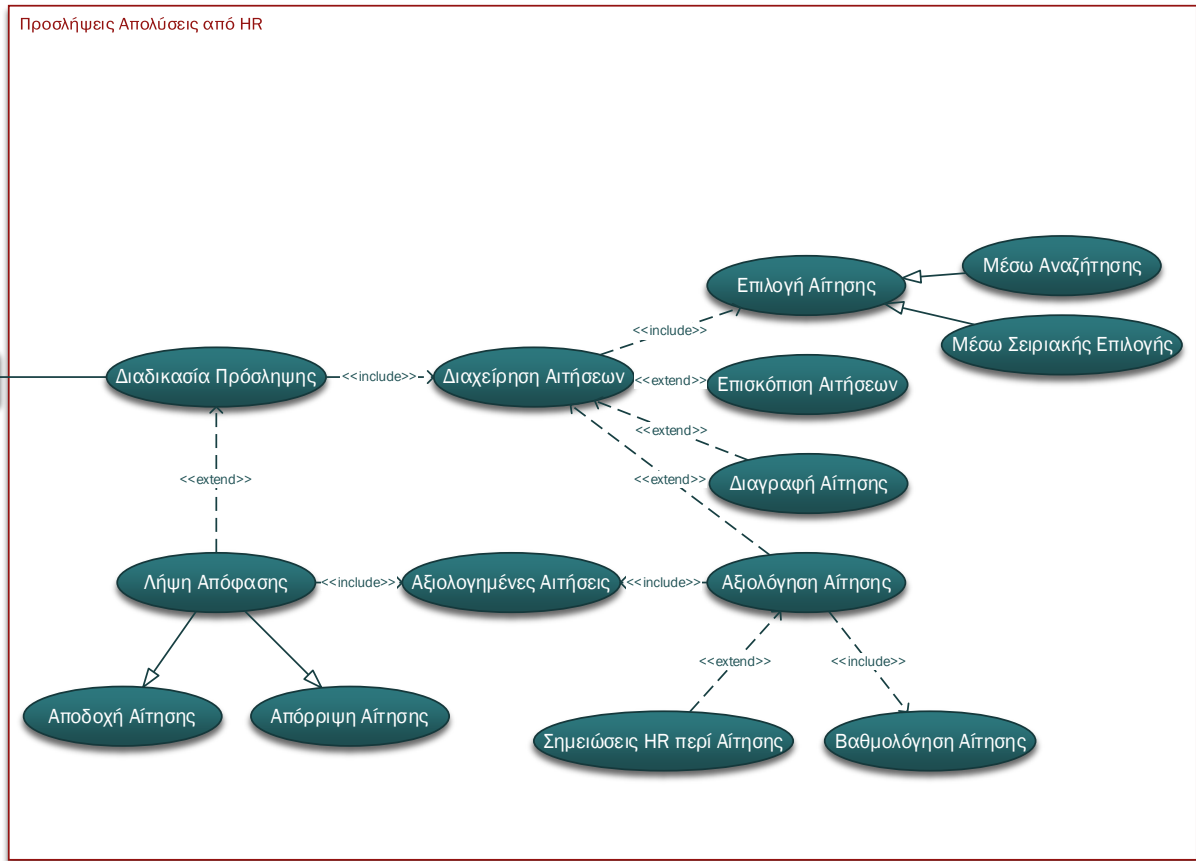 Προσλήψεις Απολύσεις από HR
Μέσω Αναζήτησης
Επιλογή Αίτησης
<<include>>
Μέσω Σειριακής Επιλογής
Διαδικασία Πρόσληψης
<<include>>
Διαχείρηση Αιτήσεων
<<extend>>
Επισκόπιση Αιτήσεων
<<extend>>
<<extend>>
<<extend>>
Διαγραφή Αίτησης
Λήψη Απόφασης
<<include>>
Αξιολογημένες Αιτήσεις
<<include>>
Αξιολόγηση Αίτησης
<<extend>>
<<include>>
Αποδοχή Αίτησης
Απόρριψη Αίτησης
Σημειώσεις HR περί Αίτησης
Βαθμολόγηση Αίτησης